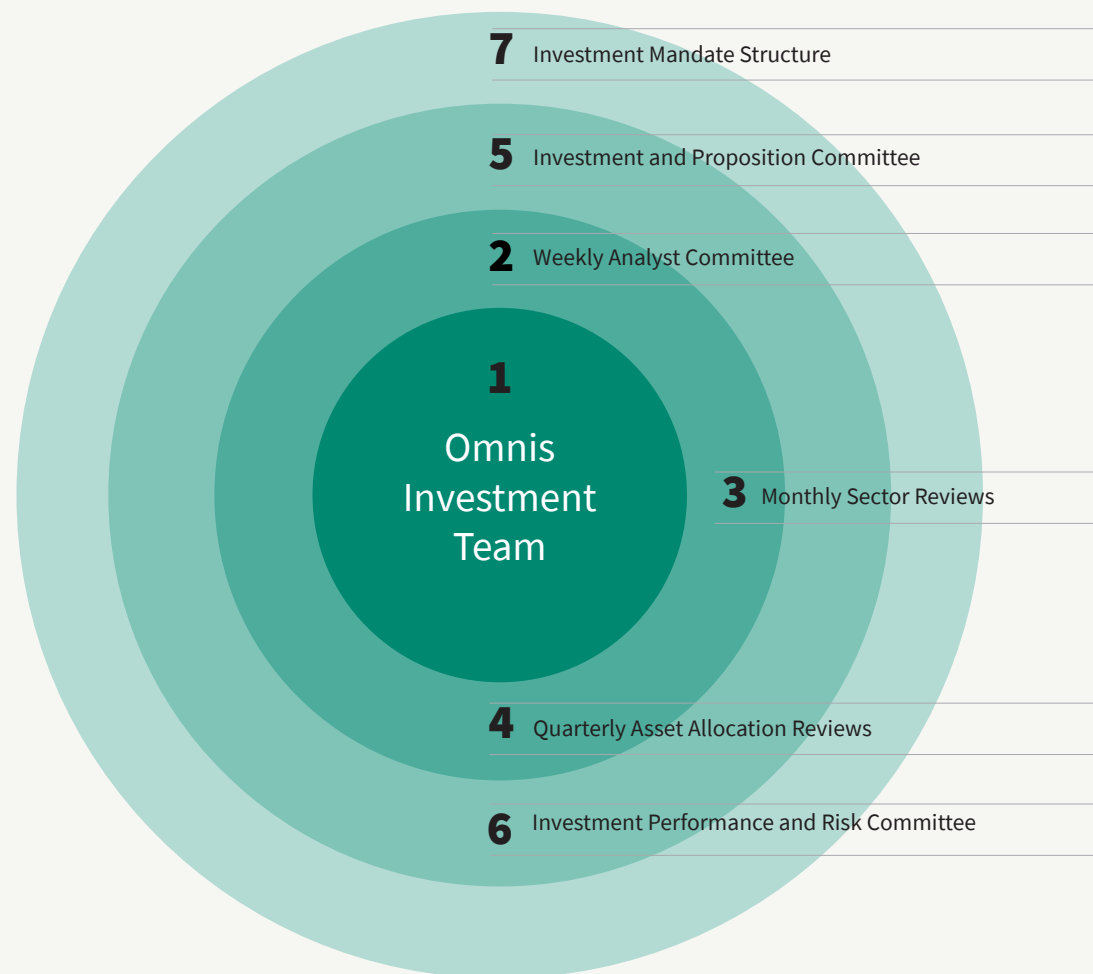 7 Investment Mandate Structure
5 Investment and Proposition Committee
2 Weekly Analyst Committee
1
Omnis
Investment
Team
3 Monthly Sector Reviews
4 Quarterly Asset Allocation Reviews
6 Investment Performance and Risk Committee